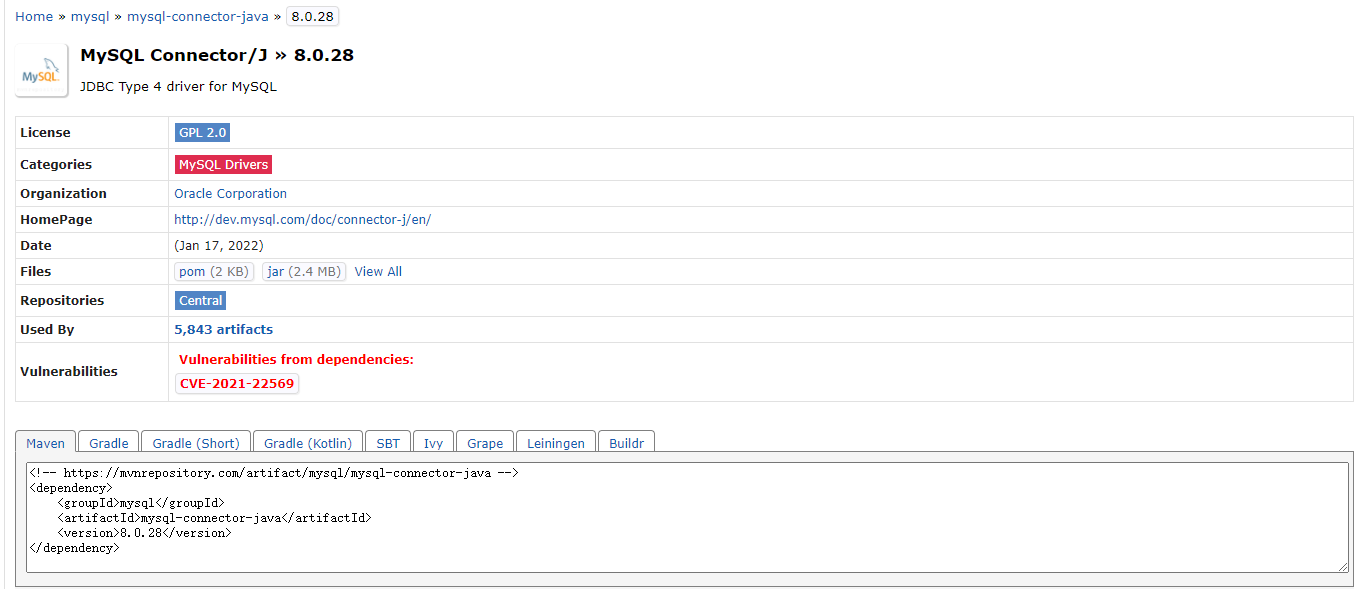 Home » mysql » mysql-connector-java » 8.0.28
MySQL
MySQL Connector/J » 8.0.28
JDBC Type 4 driver for MySQL
License GPL 2.0
Categories MySQL Drivers
Organization Oracle Corporation
HomePage http://dev.mysql.com/doc/connector-j/en/
Date (Jan 17, 2022)
Files pom (2 KB) jar (2.4 MB) View All
Repositories Central
Used By 5,843 artifacts
Vulnerabilities Vulnerabilities from dependencies:
CVE-2021-22569
Maven Gradle Gradle (Short) Gradle (Kotlin) SBT Ivy Grape Leiningen Buildr
<!-- https://mvnrepository.com/artifact/mysql/mysql-connector-java -->
<dependency>
    <groupId>mysql</groupId>
    <artifactId>mysql-connector-java</artifactId>
    <version>8.0.28</version>
</dependency>